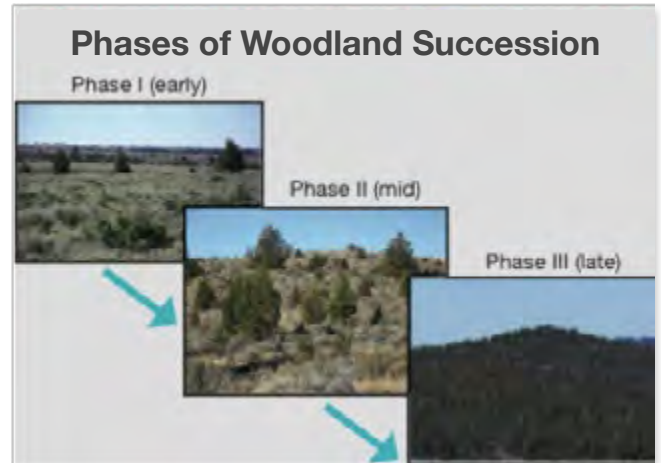 Phases of Woodland Succession
Phase I (early)
Phase II (mid)
Phase III (late)